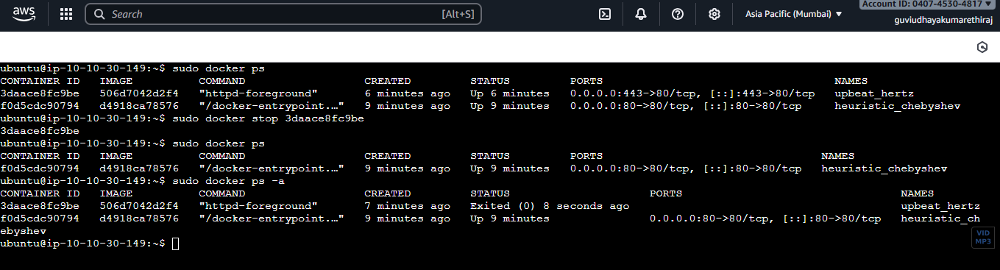 aws
Search [Alt+S]
Asia Pacific (Mumbai) ▼
Account ID: 0407-4530-4817 ▼
guviudhayakumarethiraj
ubuntu@ip-10-10-30-149:~$ sudo docker ps
CONTAINER ID IMAGE COMMAND CREATED STATUS PORTS NAMES
3daace8fc9be 506d7042d2f4 "httpd-foreground" 6 minutes ago Up 6 minutes 0.0.0.0:443->80/tcp, [::]:443->80/tcp upbeat_hertz
f0d5cdc90794 d4918ca78576 "/docker-entrypoint.…" 9 minutes ago Up 9 minutes 0.0.0.0:80->80/tcp, [::]:80->80/tcp heuristic_chebyshev
ubuntu@ip-10-10-30-149:~$ sudo docker stop 3daace8fc9be
3daace8fc9be
ubuntu@ip-10-10-30-149:~$ sudo docker ps
CONTAINER ID IMAGE COMMAND CREATED STATUS PORTS NAMES
f0d5cdc90794 d4918ca78576 "/docker-entrypoint.…" 9 minutes ago Up 9 minutes 0.0.0.0:80->80/tcp, [::]:80->80/tcp heuristic_chebyshev
ubuntu@ip-10-10-30-149:~$ sudo docker ps -a
CONTAINER ID IMAGE COMMAND CREATED STATUS PORTS NAMES
3daace8fc9be 506d7042d2f4 "httpd-foreground" 7 minutes ago Exited (0) 8 seconds ago upbeat_hertz
f0d5cdc90794 d4918ca78576 "/docker-entrypoint.…" 9 minutes ago Up 9 minutes 0.0.0.0:80->80/tcp, [::]:80->80/tcp heuristic_ch
ebyshev
ubuntu@ip-10-10-30-149:~$
VID
MP3